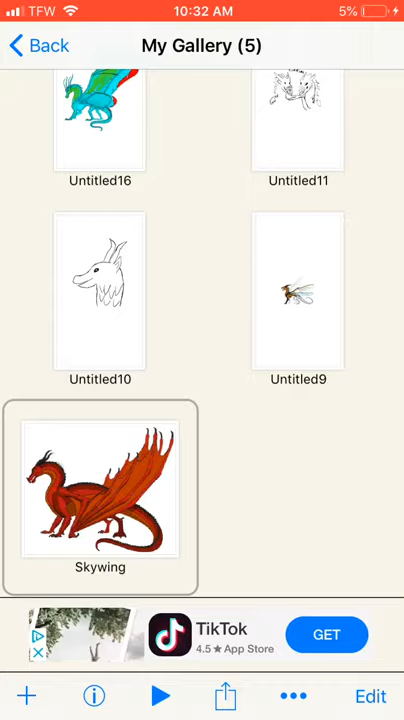 TFW 10:32 AM 5%
Back My Gallery (5)
Untitled16 Untitled11
Untitled10 Untitled9
Skywing
TikTok
4.5★ App Store
GET
Edit